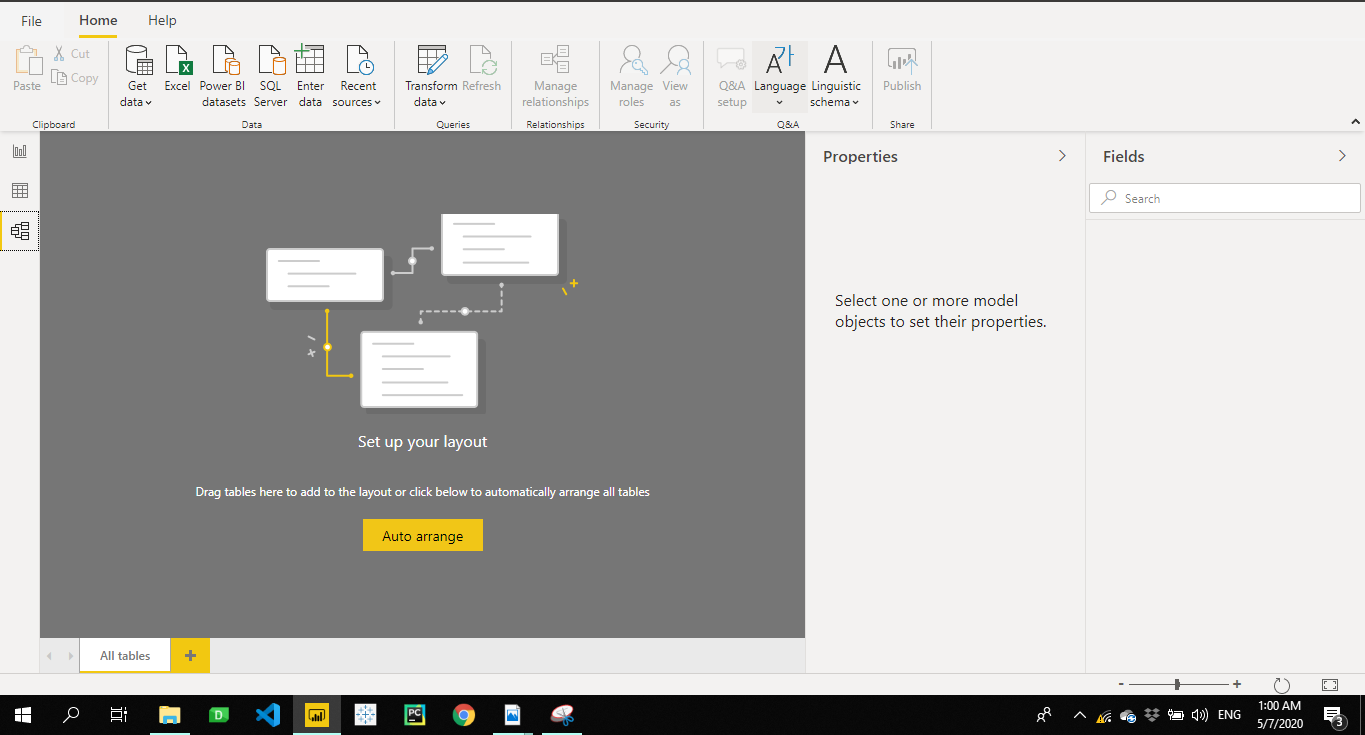 File Home Help
Paste
Cut
Copy
Clipboard
Get data
Excel
Power BI datasets
SQL Server
Enter data
Recent sources
Data
Transform data
Refresh
Queries
Manage relationships
Relationships
Manage roles
View as
Security
Q&A setup
Language
Linguistic schema
Q&A
Publish
Share
Properties
Select one or more model
objects to set their properties.
Fields
Search
Set up your layout
Drag tables here to add to the layout or click below to automatically arrange all tables
Auto arrange
All tables
+
- +
D
PC
ENG
1:00 AM
5/7/2020
3